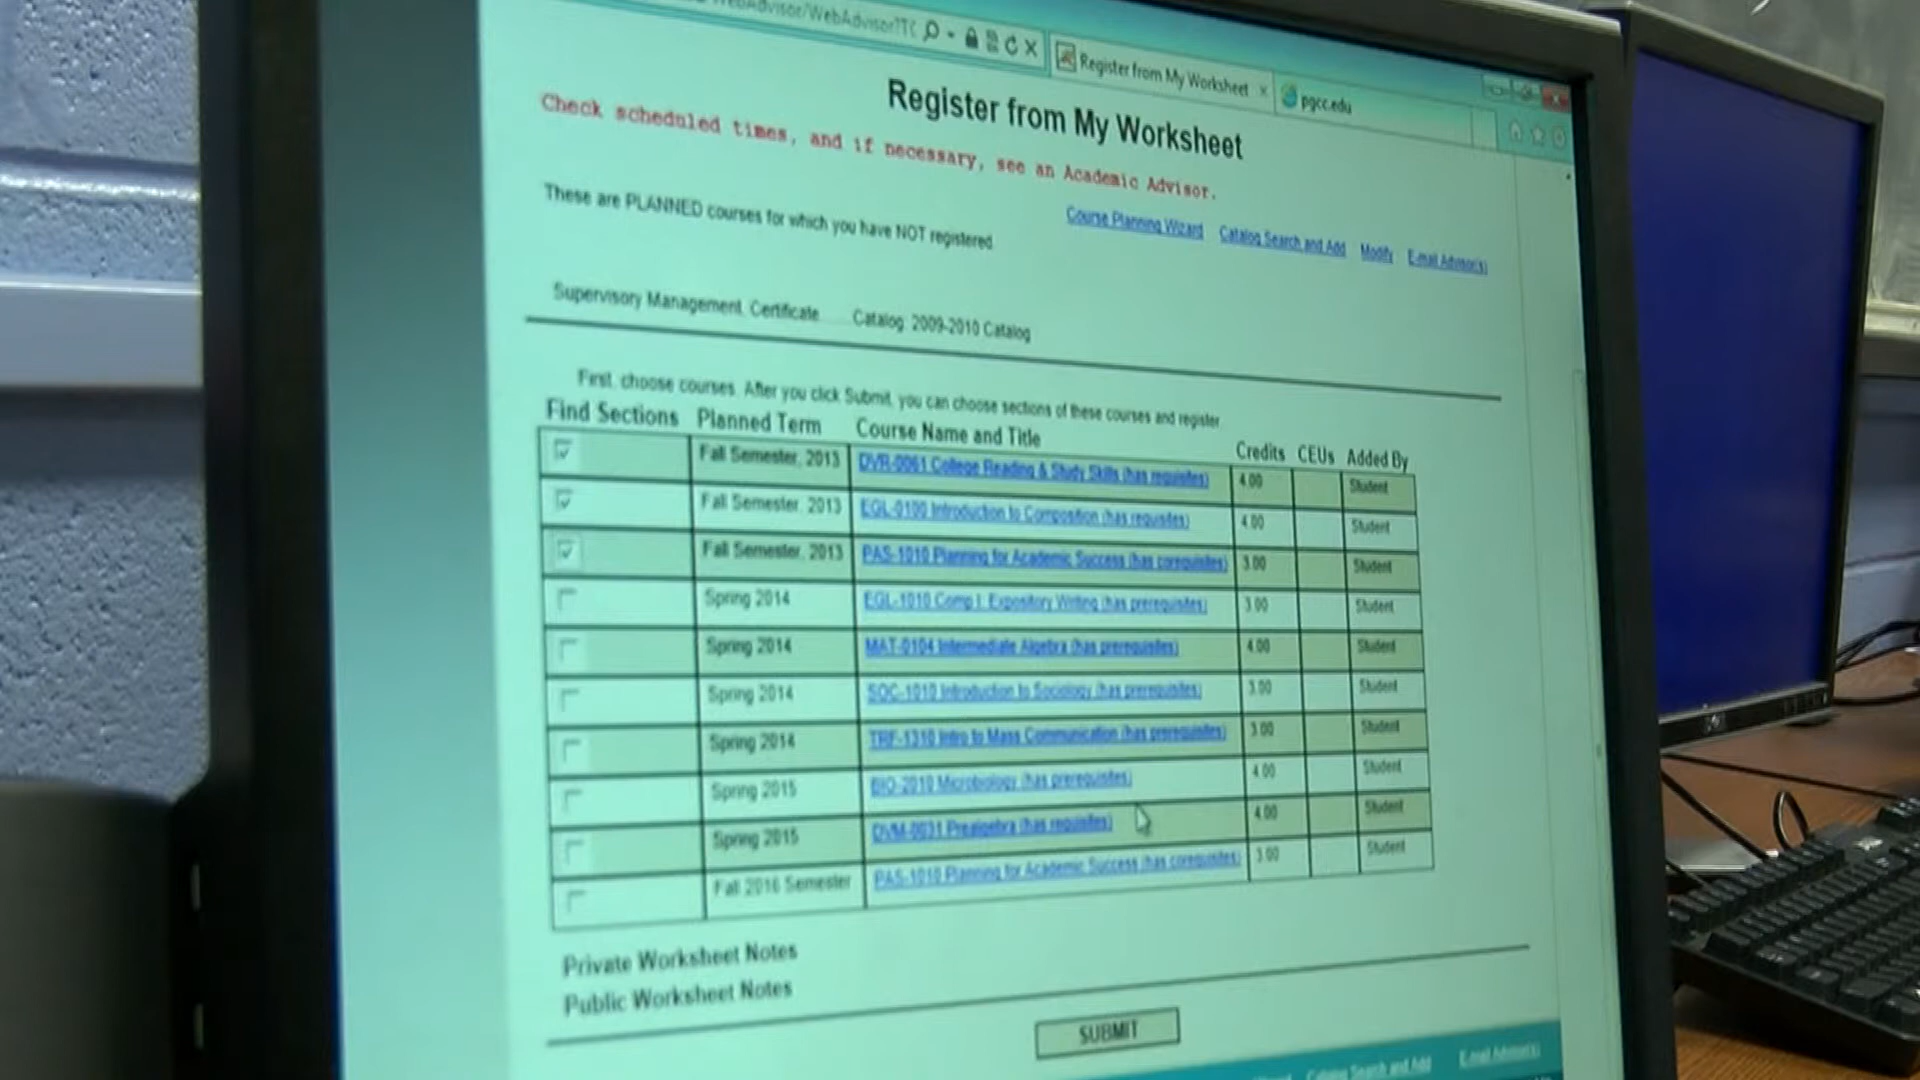 WebAdvisor/WebAdvisor?TC
Register from My Worksheet
pgcc.edu
Register from My Worksheet
Check scheduled times, and if necessary, see an Academic Advisor.
These are PLANNED courses for which you have NOT registered
Course Planning Wizard Catalog Search and Add Modify E-mail Advisor(s)
Supervisory Management, Certificate Catalog: 2009-2010 Catalog
First, choose courses. After you click Submit, you can choose sections of these courses and register
Find Sections Planned Term Course Name and Title Credits CEUs Added By
Fall Semester, 2013 DVR-0061 College Reading & Study Skills (has requisites) 4.00 Student
Fall Semester, 2013 EGL-0100 Introduction to Composition (has requisites) 4.00 Student
Fall Semester, 2013 PAS-1010 Planning for Academic Success (has corequisites) 3.00 Student
Spring 2014 EGL-1010 Comp I: Expository Writing (has prerequisites) 3.00 Student
Spring 2014 MAT-0104 Intermediate Algebra (has prerequisites) 4.00 Student
Spring 2014 SOC-1010 Introduction to Sociology (has prerequisites) 3.00 Student
Spring 2014 TRF-1310 Intro to Mass Communication (has prerequisites) 3.00 Student
Spring 2015 BIO-2010 Microbiology (has prerequisites) 4.00 Student
Spring 2015 DVM-0031 Prealgebra (has requisites) 4.00 Student
Fall 2016 Semester PAS-1010 Planning for Academic Success (has corequisites) 3.00 Student
Private Worksheet Notes
Public Worksheet Notes
SUBMIT
Catalog Search and Add E-mail Advisor(s)
hp